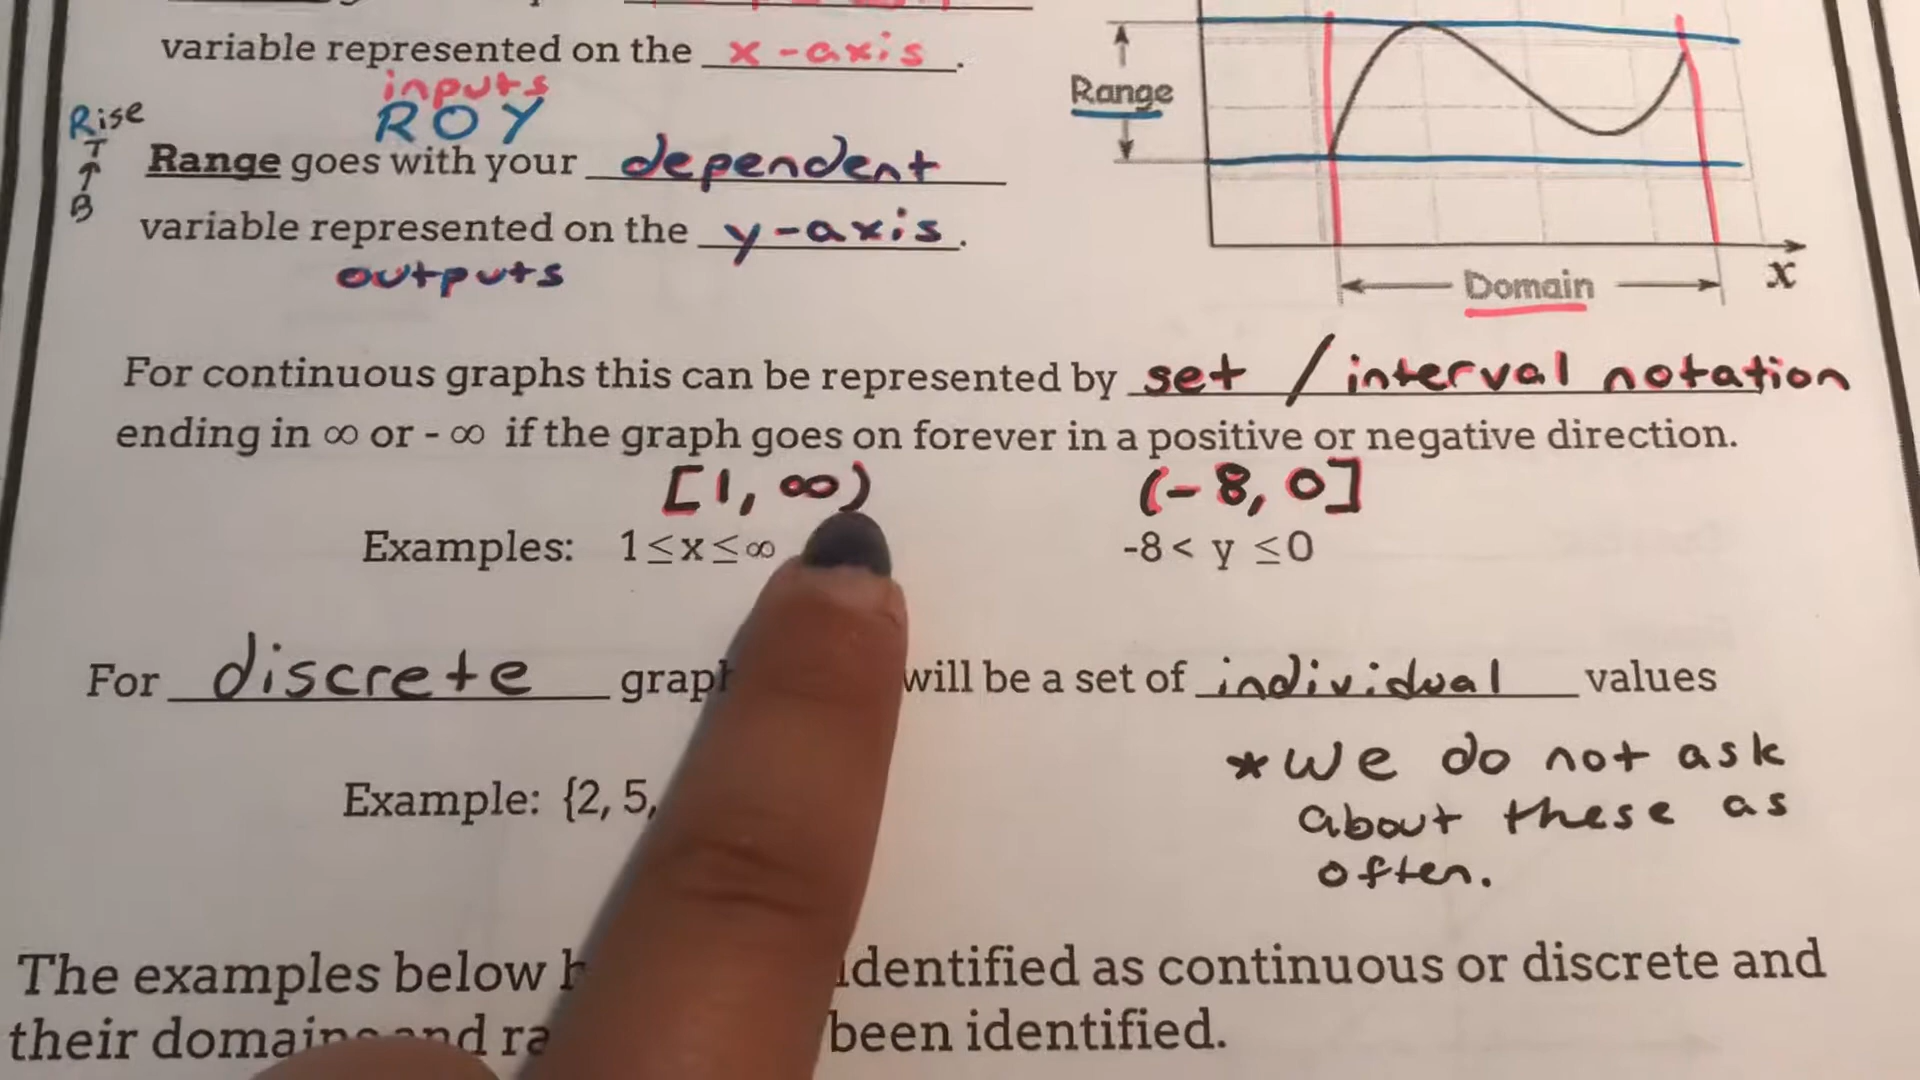 variable represented on the x-axis.
inputs
ROY
Rise
T
B
Range goes with your dependent
variable represented on the y-axis.
outputs
Range
Domain
x
For continuous graphs this can be represented by set / interval notation
ending in ∞ or - ∞ if the graph goes on forever in a positive or negative direction.
[1, ∞) (-8, 0]
Examples: 1≤x≤∞ -8< y ≤0
For discrete will be a set of individual values
*We do not ask
about these as
often.
Example: {2, 5,
The examples below identified as continuous or discrete and
their and been identified.